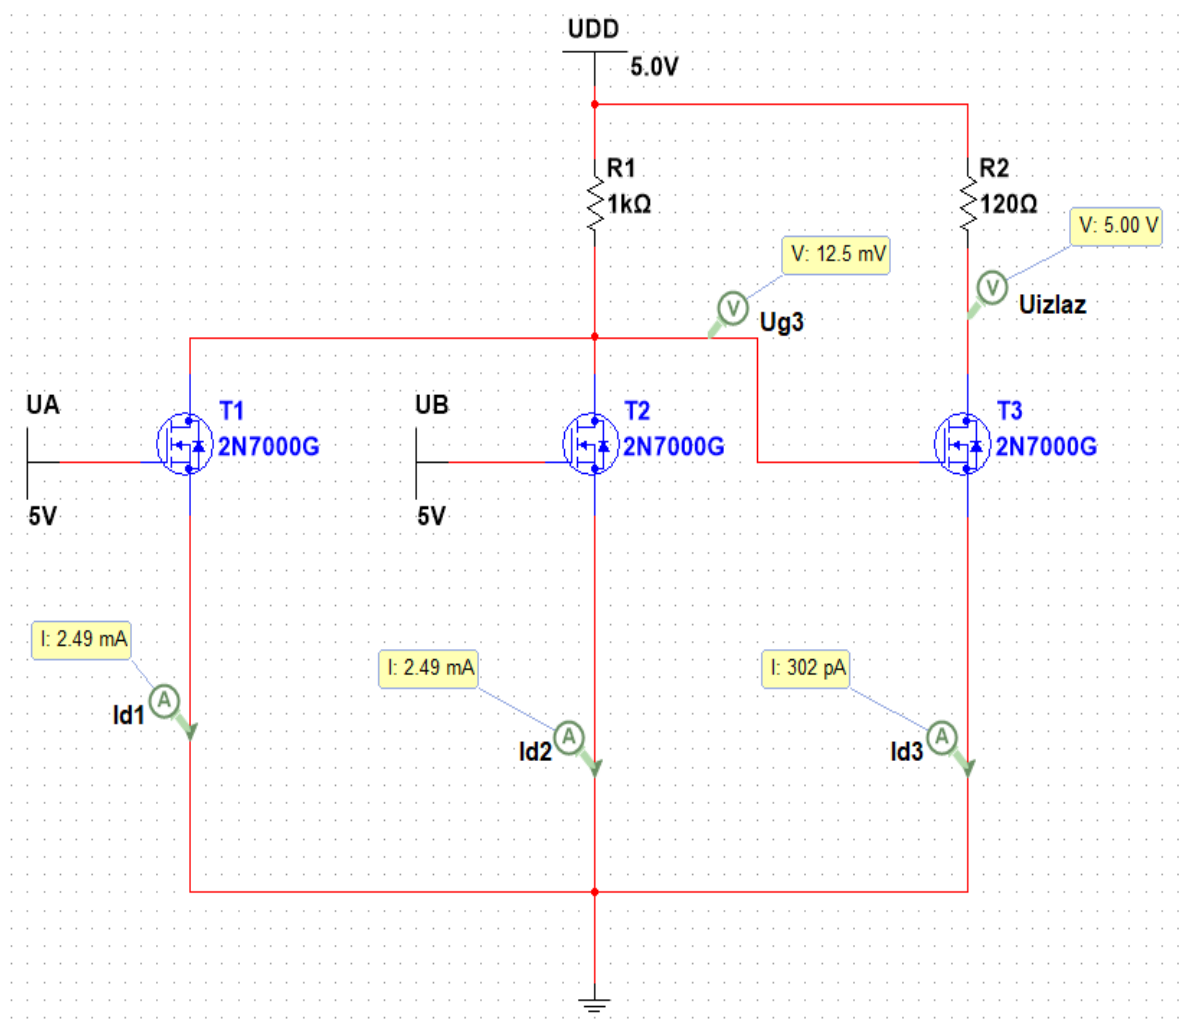 UDD
5.0V
R1
1kΩ
R2
120Ω
V: 5.00 V
V: 12.5 mV
V
Uizlaz
V
Ug3
UA
T1
2N7000G
UB
T2
2N7000G
T3
2N7000G
5V
5V
I: 2.49 mA
I: 2.49 mA
I: 302 pA
A
Id1
A
Id2
A
Id3